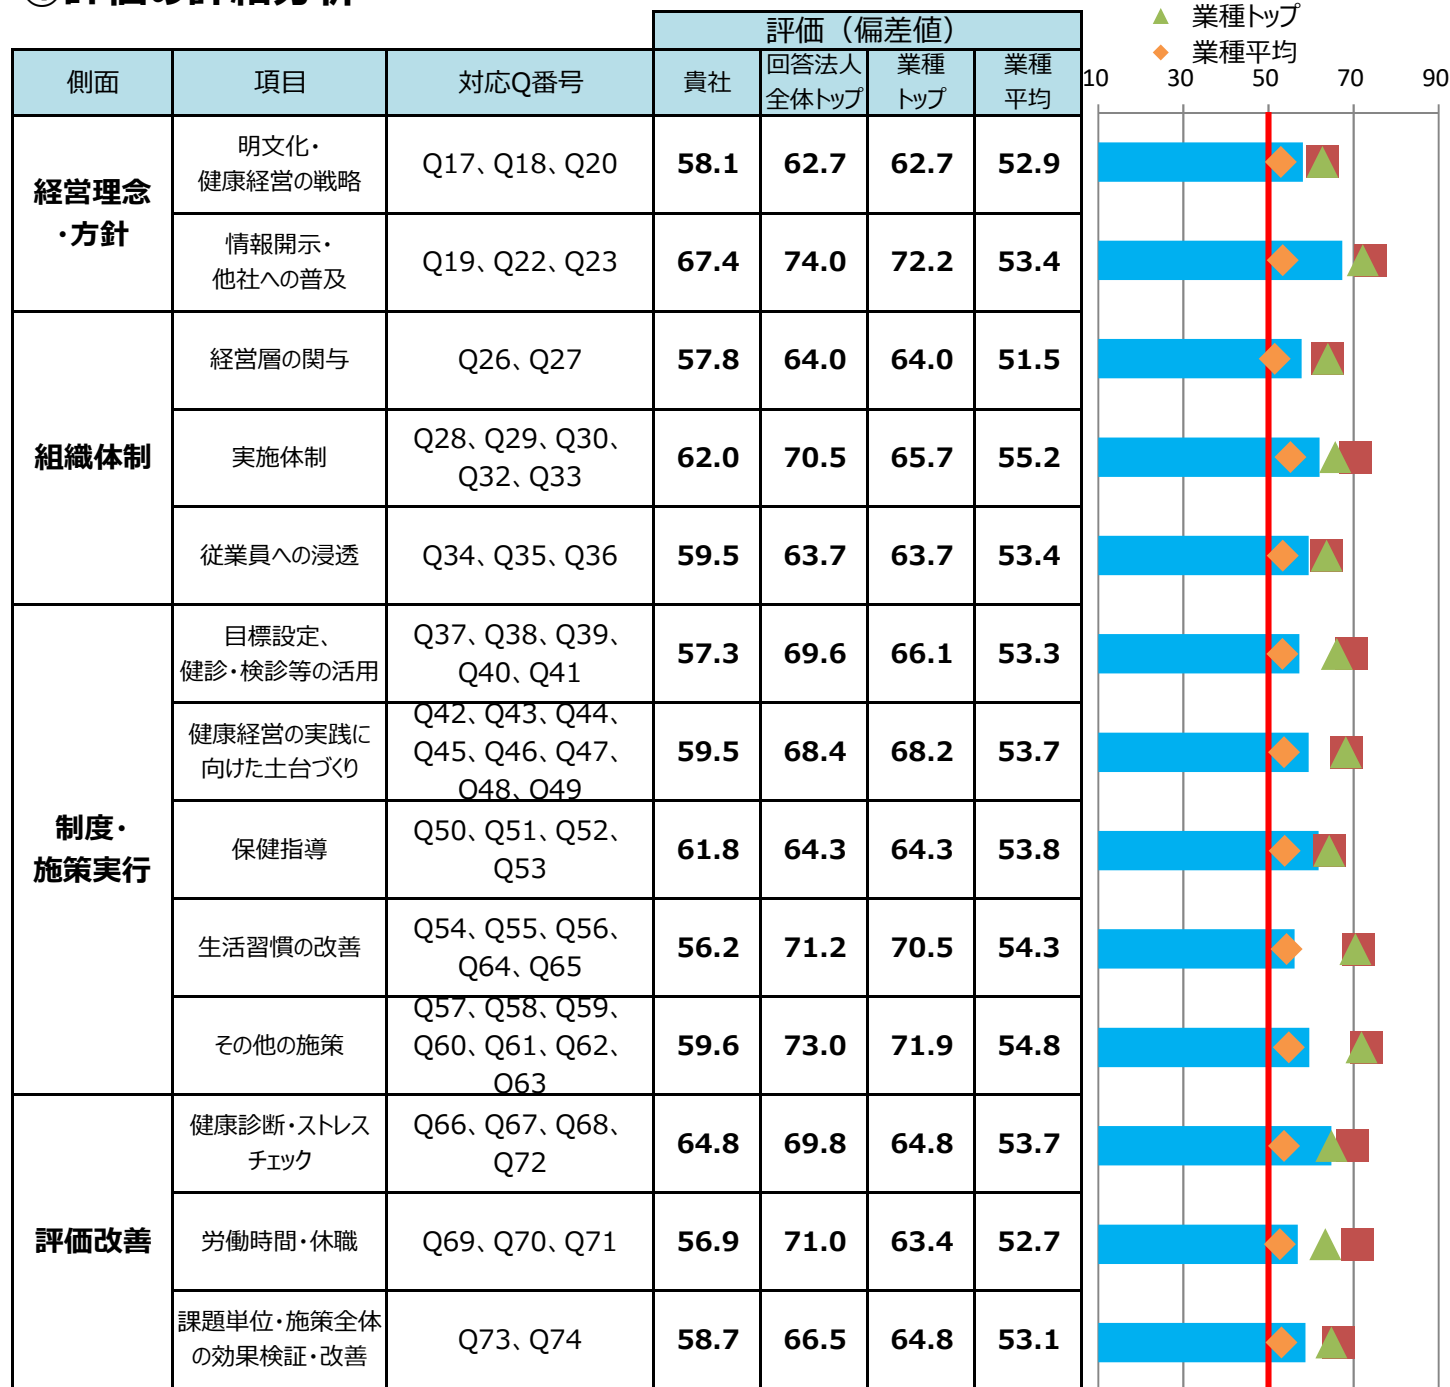 ③評価の詳細分析
▲ 業種トップ
◆ 業種平均
評価（偏差値）
側面 項目 対応Q番号 貴社 回答法人全体トップ 業種トップ 業種平均
10 30 50 70 90
経営理念・方針
明文化・健康経営の戦略 Q17、Q18、Q20 58.1 62.7 62.7 52.9
情報開示・他社への普及 Q19、Q22、Q23 67.4 74.0 72.2 53.4
組織体制
経営層の関与 Q26、Q27 57.8 64.0 64.0 51.5
実施体制 Q28、Q29、Q30、Q32、Q33 62.0 70.5 65.7 55.2
従業員への浸透 Q34、Q35、Q36 59.5 63.7 63.7 53.4
制度・施策実行
目標設定、健診・検診等の活用 Q37、Q38、Q39、Q40、Q41 57.3 69.6 66.1 53.3
健康経営の実践に向けた土台づくり Q42、Q43、Q44、Q45、Q46、Q47、Q48、Q49 59.5 68.4 68.2 53.7
保健指導 Q50、Q51、Q52、Q53 61.8 64.3 64.3 53.8
生活習慣の改善 Q54、Q55、Q56、Q64、Q65 56.2 71.2 70.5 54.3
その他の施策 Q57、Q58、Q59、Q60、Q61、Q62、Q63 59.6 73.0 71.9 54.8
評価改善
健康診断・ストレスチェック Q66、Q67、Q68、Q72 64.8 69.8 64.8 53.7
労働時間・休職 Q69、Q70、Q71 56.9 71.0 63.4 52.7
課題単位・施策全体の効果検証・改善 Q73、Q74 58.7 66.5 64.8 53.1